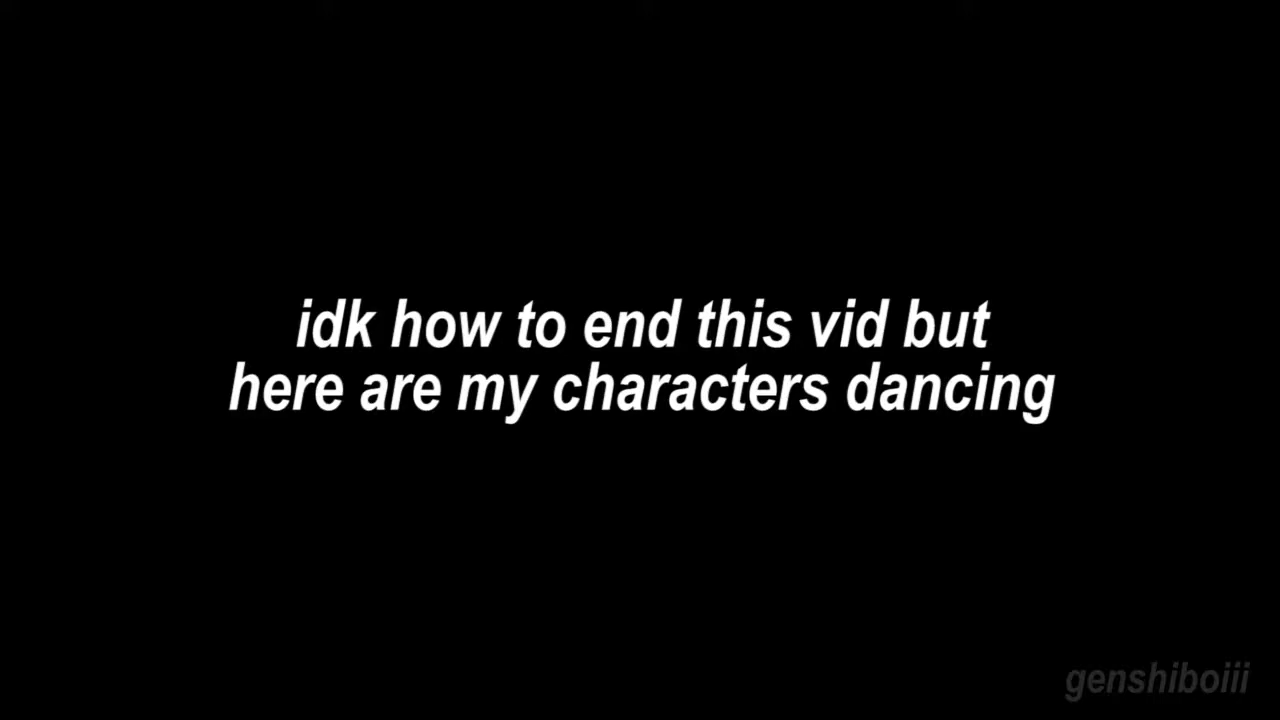 idk how to end this vid but
here are my characters dancing
genshiboiii